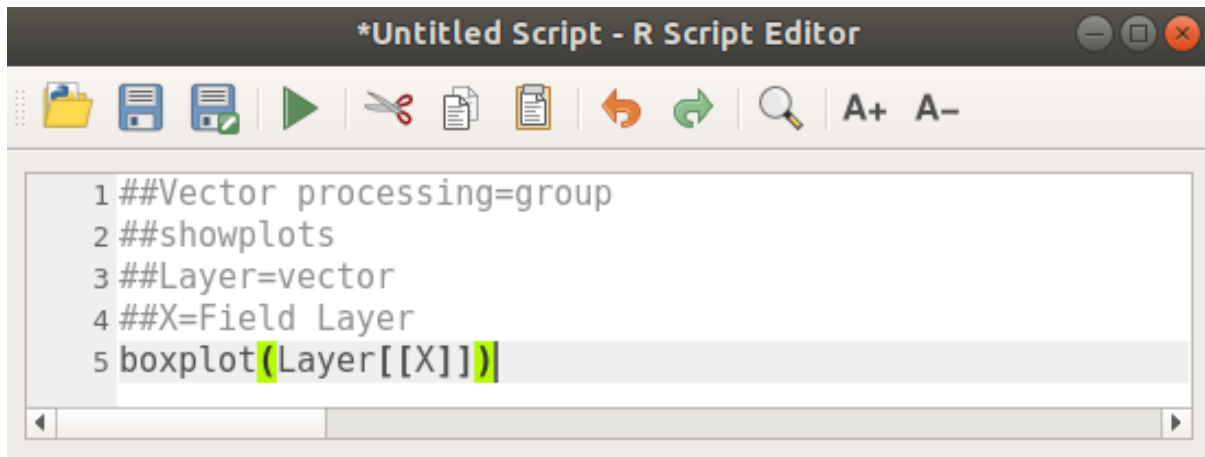 *Untitled Script - R Script Editor
A+ A-
1 ##Vector processing=group
2 ##showplots
3 ##Layer=vector
4 ##X=Field Layer
5 boxplot(Layer[[X]])